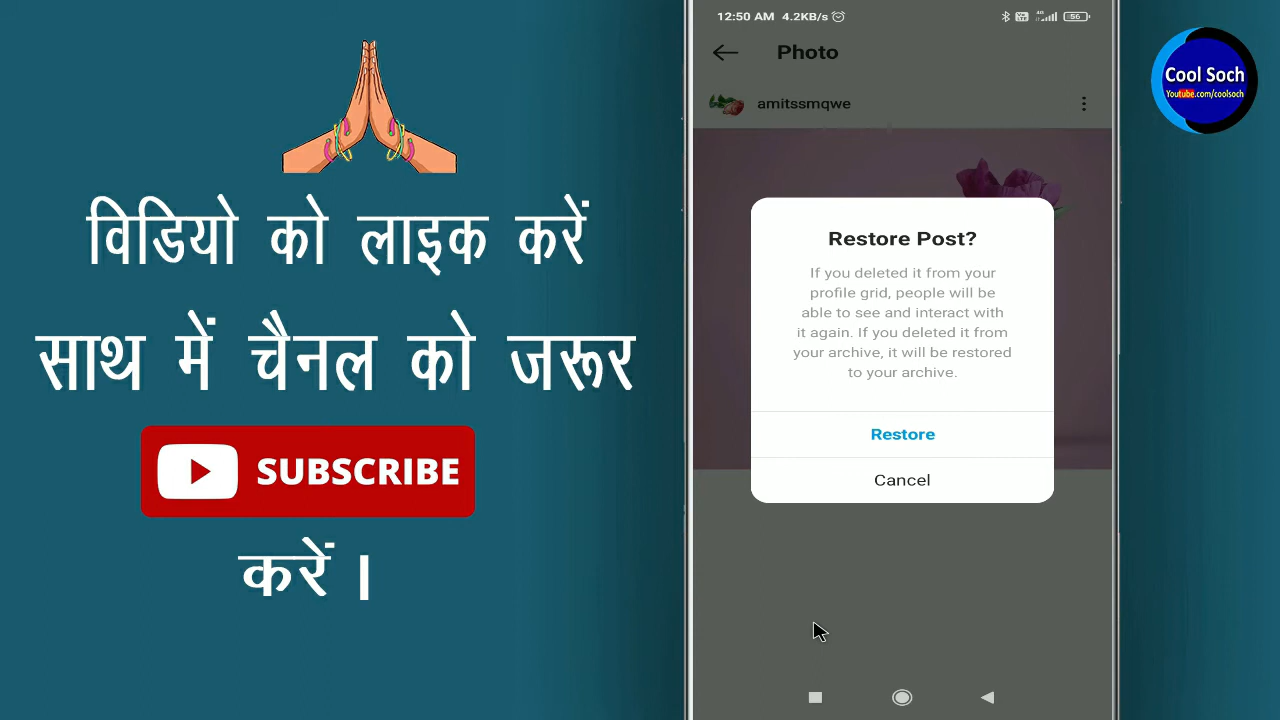 विडियो को लाइक करें
साथ में चैनल को जरूर
SUBSCRIBE
करें ।
12:50 AM 4.2KB/s
4G
56
Photo
amitssmqwe
Restore Post?
If you deleted it from your
profile grid, people will be
able to see and interact with
it again. If you deleted it from
your archive, it will be restored
to your archive.
Restore
Cancel
Cool Soch
Youtube.com/coolsoch